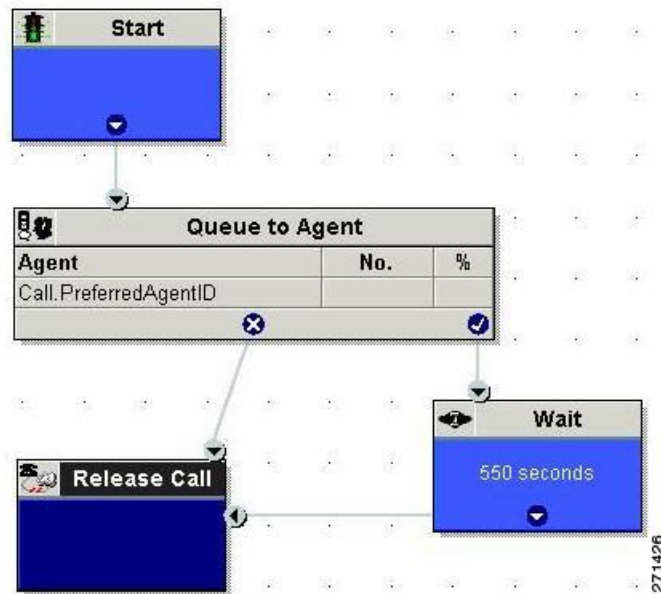 Start
Queue to Agent
Agent No. %
Call.PreferredAgentID
Wait
550 seconds
Release Call
271426